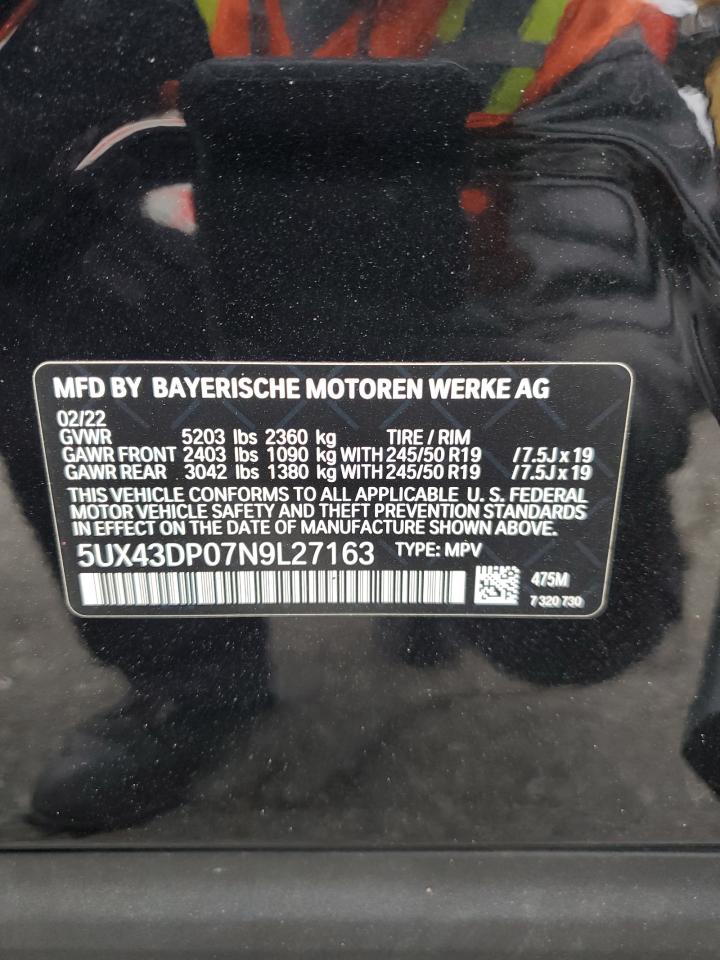 MFD BY BAYERISCHE MOTOREN WERKE AG
02/22
GVWR 5203 lbs 2360 kg TIRE / RIM
GAWR FRONT 2403 lbs 1090 kg WITH 245/50 R19 /7.5J x 19
GAWR REAR 3042 lbs 1380 kg WITH 245/50 R19 /7.5J x 19
THIS VEHICLE CONFORMS TO ALL APPLICABLE U. S. FEDERAL
MOTOR VEHICLE SAFETY AND THEFT PREVENTION STANDARDS
IN EFFECT ON THE DATE OF MANUFACTURE SHOWN ABOVE.
5UX43DP07N9L27163 TYPE: MPV
475M
7 320 730